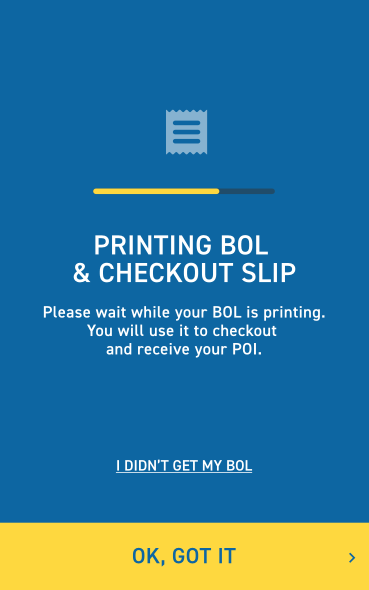 PRINTING BOL
& CHECKOUT SLIP
Please wait while your BOL is printing.
You will use it to checkout
and receive your POI.
I DIDN'T GET MY BOL
OK, GOT IT